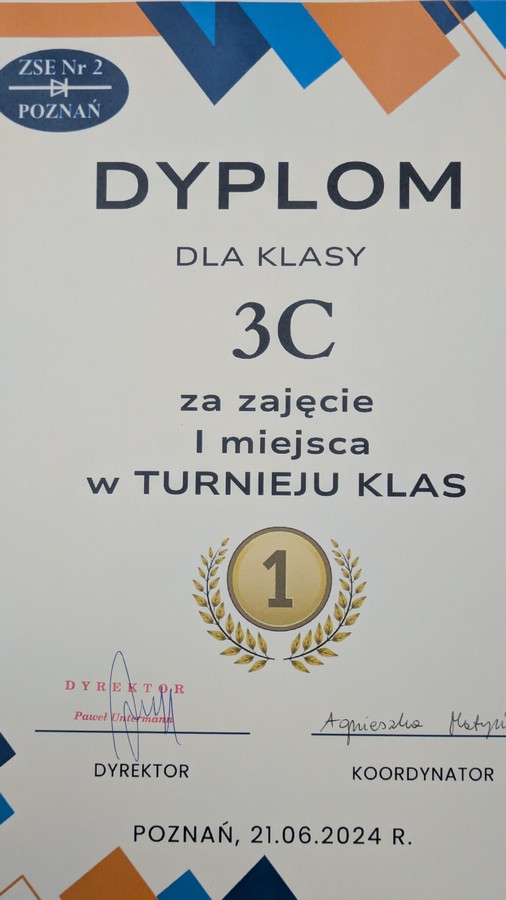 ZSE Nr 2
POZNAŃ
DYPLOM
DLA KLASY
3C
za zajęcie
I miejsca
w TURNIEJU KLAS
1
DYREKTOR
Paweł Untermann
Agnieszka
DYREKTOR
KOORDYNATOR
POZNAŃ, 21.06.2024 R.